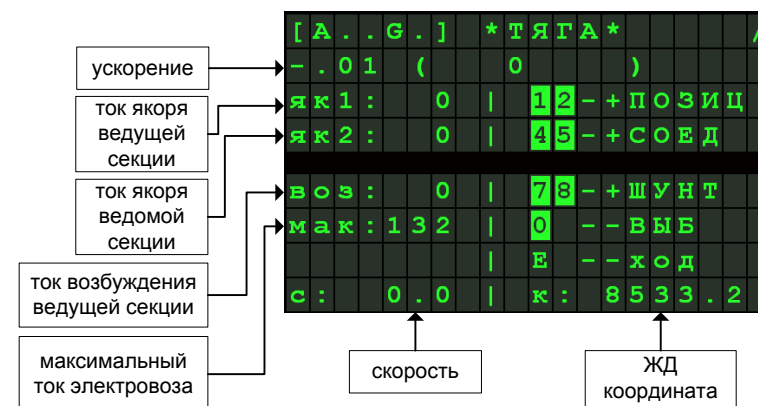 [A..G.] *ТЯГА* /
ускорение
-.01 ( 0 )
ток якоря
ведущей
секции
як1: 0 | 12-+ПОЗИЦ
як2: 0 | 45-+СОЕД
ток якоря
ведомой
секции
воз: 0 | 78-+ШУНТ
мак:132 | 0 --ВЫБ
| Е --ход
ток возбуждения
ведущей секции
с: 0.0 | к: 8533.2
максимальный
ток электровоза
скорость
ЖД
координата